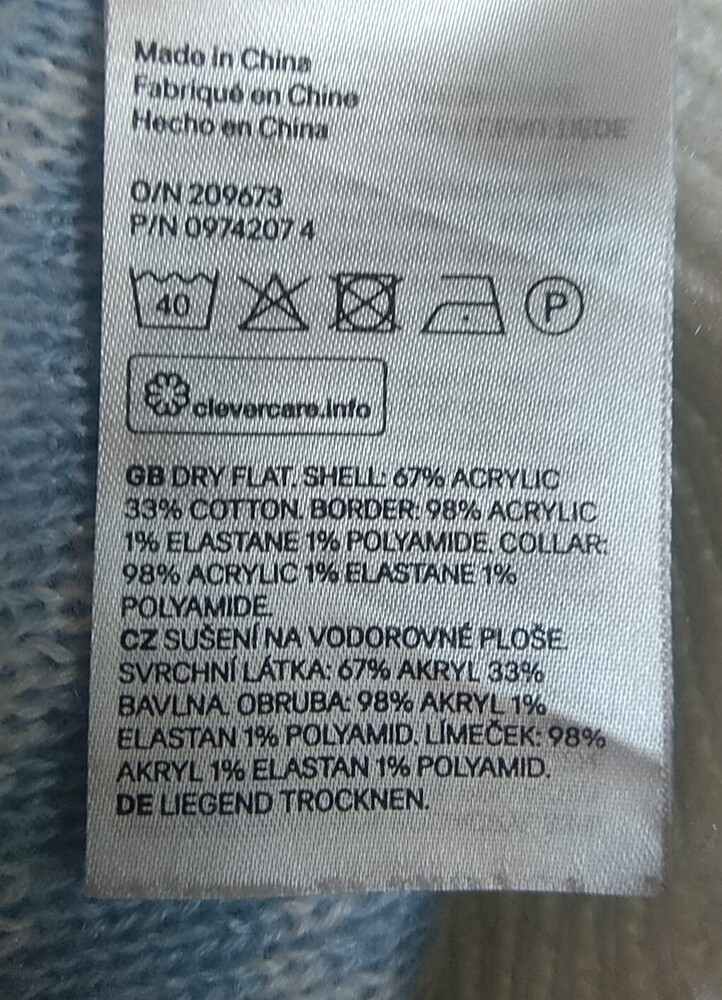 Made in China
Fabriqué en Chine
Hecho en China
O/N 209673
P/N 0974207 4
40 P
clevercare.info
GB DRY FLAT. SHELL: 67% ACRYLIC
33% COTTON. BORDER: 98% ACRYLIC
1% ELASTANE 1% POLYAMIDE. COLLAR:
98% ACRYLIC 1% ELASTANE 1%
POLYAMIDE.
CZ SUŠENÍ NA VODOROVNÉ PLOŠE.
SVRCHNÍ LÁTKA: 67% AKRYL 33%
BAVLNA. OBRUBA: 98% AKRYL 1%
ELASTAN 1% POLYAMID. LÍMEČEK: 98%
AKRYL 1% ELASTAN 1% POLYAMID.
DE LIEGEND TROCKNEN.